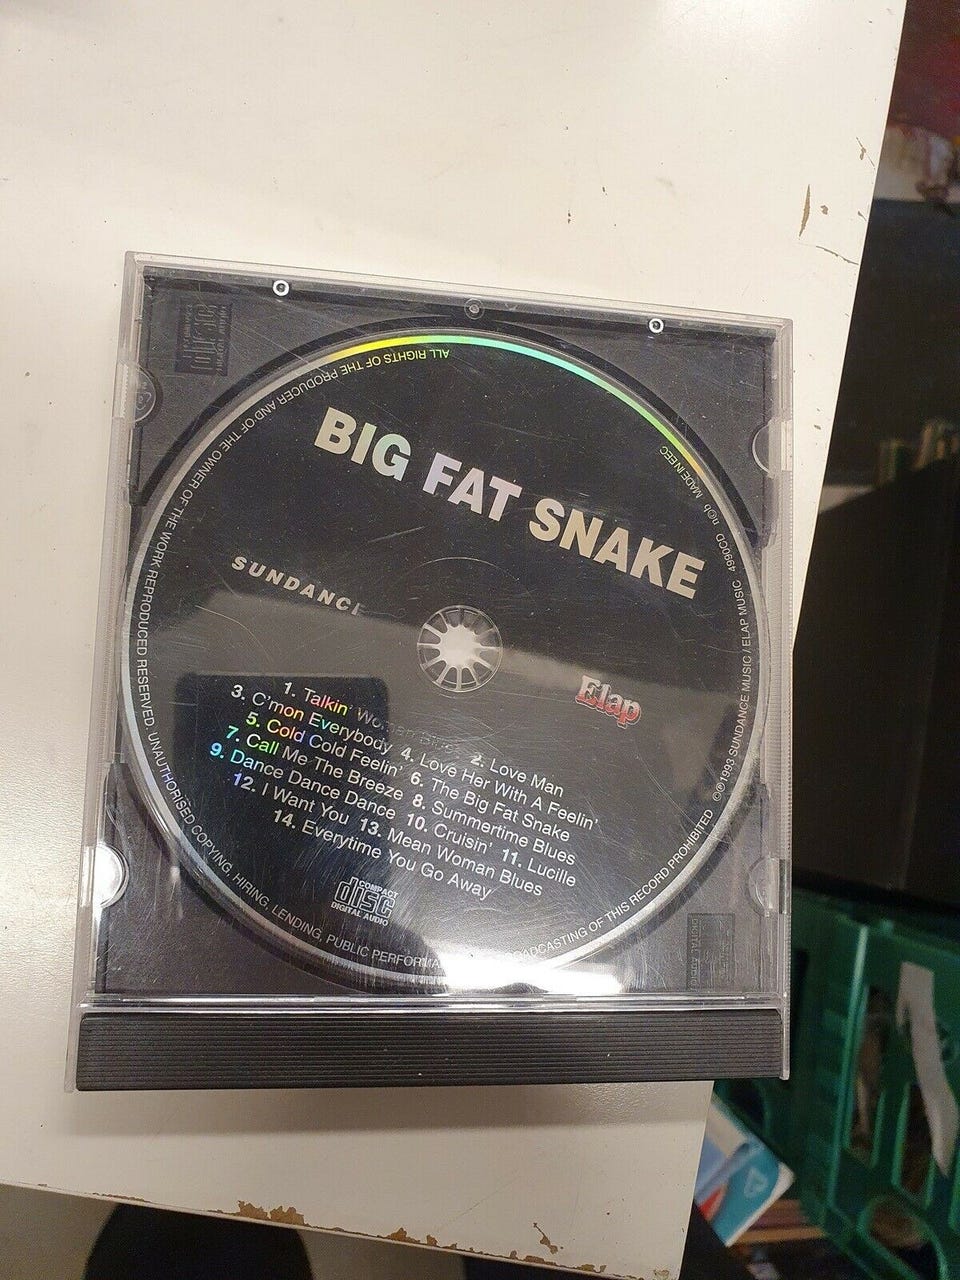 BIG FAT SNAKE
SUNDANCE
Elap
1. Talkin' 2. Love Man
3. C'mon Everybody 4. Love Her With A Feelin'
5. Cold Cold Feelin' 6. The Big Fat Snake
7. Call Me The Breeze 8. Summertime Blues
9. Dance Dance Dance 10. Cruisin' 11. Lucille
12. I Want You 13. Mean Woman Blues
14. Everytime You Go Away
COMPACT
disc
DIGITAL AUDIO
ALL RIGHTS OF THE PRODUCER AND OF THE OWNER OF THE WORK REPRODUCED RESERVED. UNAUTHORISED COPYING, HIRING, LENDING, PUBLIC PERFORMA BROADCASTING OF THIS RECORD PROHIBITED
©℗1993 SUNDANCE MUSIC / ELAP MUSIC 4990CD n©b MADE IN EEC